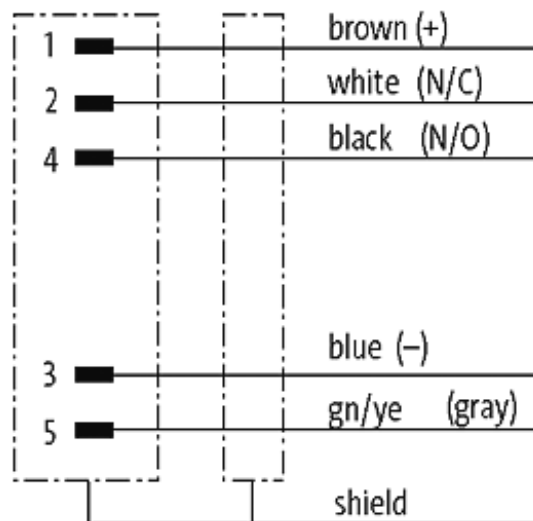 1 brown (+)
2 white (N/C)
4 black (N/O)
3 blue (–)
5 gn/ye (gray)
shield